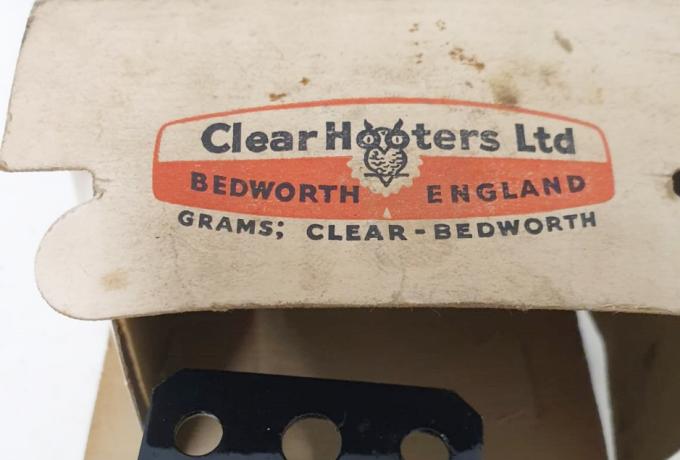 Clear Hooters Ltd
BEDWORTH ENGLAND
GRAMS; CLEAR-BEDWORTH